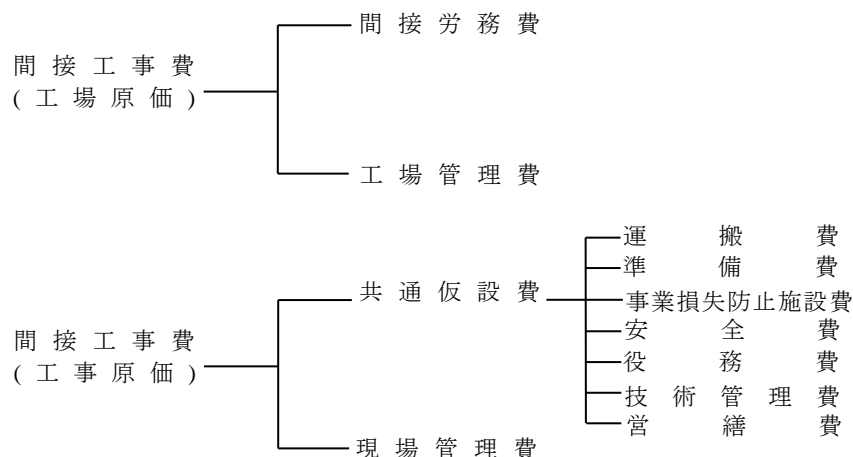 間接労務費
間接工事費
(工場原価)
工場管理費
運搬費
準備費
共通仮設費
事業損失防止施設費
安全費
間接工事費
(工事原価)
役務費
技術管理費
営繕費
現場管理費